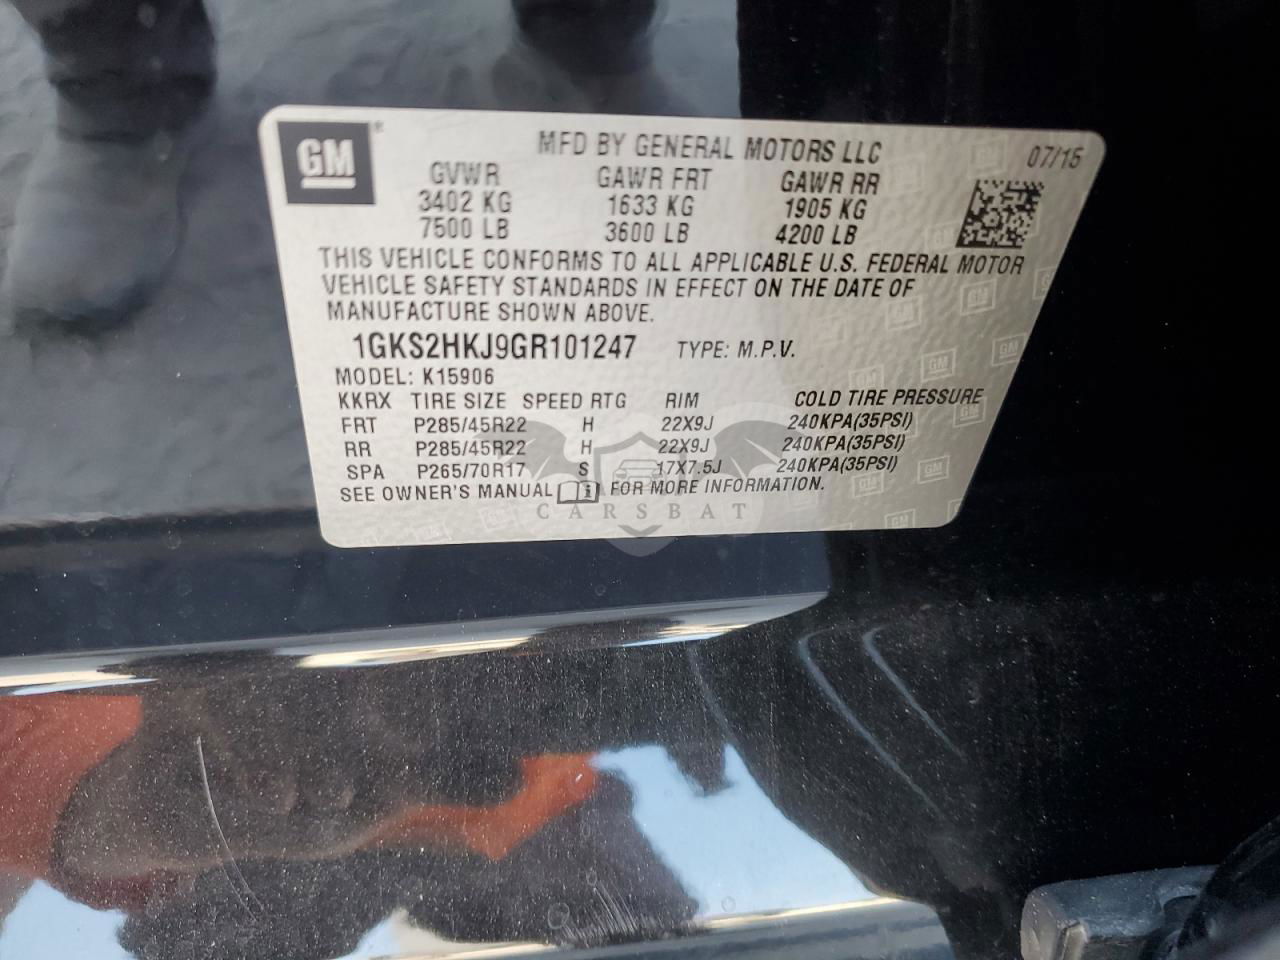 GM®
MFD BY GENERAL MOTORS LLC 07/15
GVWR GAWR FRT GAWR RR
3402 KG 1633 KG 1905 KG
7500 LB 3600 LB 4200 LB
THIS VEHICLE CONFORMS TO ALL APPLICABLE U.S. FEDERAL MOTOR
VEHICLE SAFETY STANDARDS IN EFFECT ON THE DATE OF
MANUFACTURE SHOWN ABOVE.
1GKS2HKJ9GR101247 TYPE: M.P.V.
MODEL: K15906
KKRX TIRE SIZE SPEED RTG RIM COLD TIRE PRESSURE
FRT P285/45R22 H 22X9J 240KPA(35PSI)
RR P285/45R22 H 22X9J 240KPA(35PSI)
SPA P265/70R17 S 17X7.5J 240KPA(35PSI)
SEE OWNER'S MANUAL i FOR MORE INFORMATION.
CARSBAT